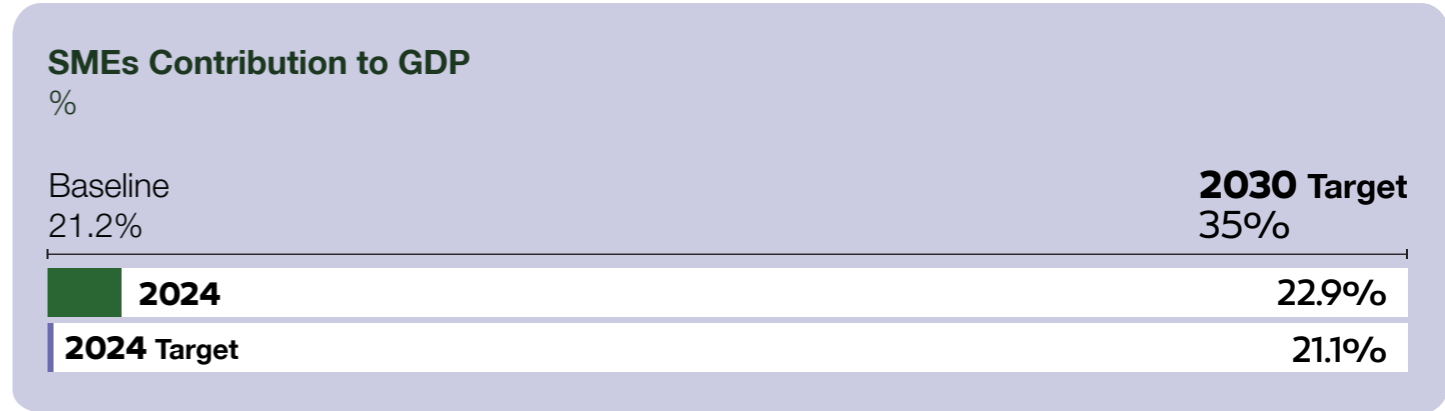 SMEs Contribution to GDP
%
Baseline
21.2%
2030 Target
35%
2024
22.9%
2024 Target
21.1%